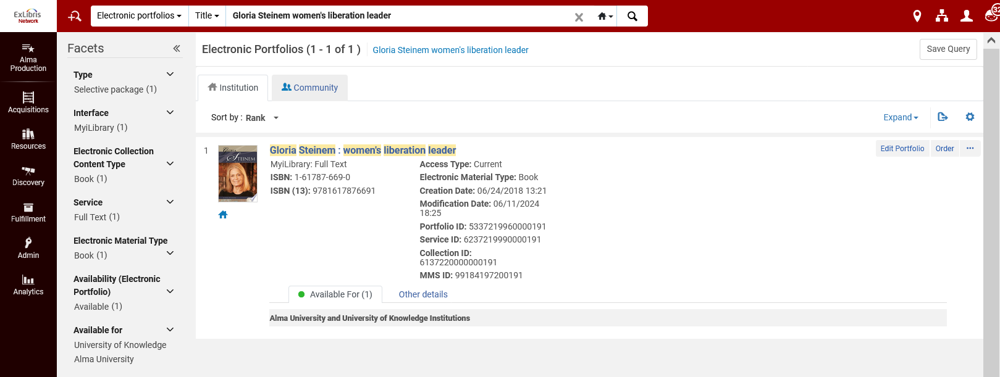 ExLibris
Network
Electronic portfolios
Title
Gloria Steinem women's liberation leader
32
Alma
Production
Acquisitions
Resources
Discovery
Fulfillment
Admin
Analytics
Facets
Type
Selective package (1)
Interface
MyiLibrary (1)
Electronic Collection
Content Type
Book (1)
Service
Full Text (1)
Electronic Material Type
Book (1)
Availability (Electronic
Portfolio)
Available (1)
Available for
University of Knowledge
Alma University
Electronic Portfolios (1 - 1 of 1 )
Gloria Steinem women's liberation leader
Save Query
Institution
Community
Sort by : Rank
Expand
1
GLORIA
STEINEM
Gloria Steinem : women's liberation leader
Edit Portfolio
Order
MyiLibrary: Full Text
ISBN: 1-61787-669-0
ISBN (13): 9781617876691
Access Type: Current
Electronic Material Type: Book
Creation Date: 06/24/2018 13:21
Modification Date: 06/11/2024
18:25
Portfolio ID: 5337219960000191
Service ID: 6237219990000191
Collection ID:
6137220000000191
MMS ID: 99184197200191
Available For (1)
Other details
Alma University and University of Knowledge Institutions